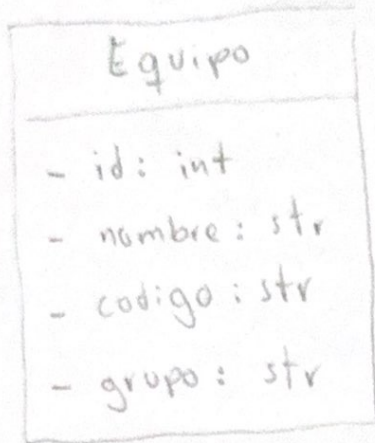 Equipo
- id: int
- nombre: str
- codigo: str
- grupo: str